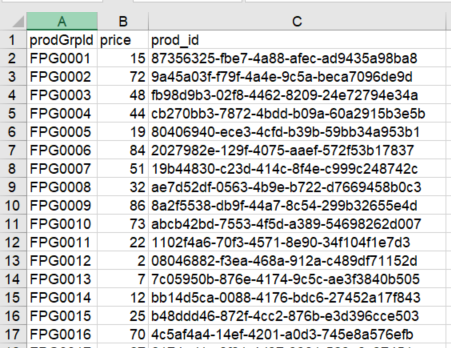 A B C
1 prodGrpId price prod_id
2 FPG0001 15 87356325-fbe7-4a88-afec-ad9435a98ba8
3 FPG0002 72 9a45a03f-f79f-4a4e-9c5a-beca7096de9d
4 FPG0003 48 fb98d9b3-02f8-4462-8209-24e72794e34a
5 FPG0004 44 cb270bb3-7872-4bdd-b09a-60a2915b3e5b
6 FPG0005 19 80406940-ece3-4cfd-b39b-59bb34a953b1
7 FPG0006 84 2027982e-129f-4075-aaef-572f53b17837
8 FPG0007 51 19b44830-c23d-414c-8f4e-c999c248742c
9 FPG0008 32 ae7d52df-0563-4b9e-b722-d7669458b0c3
10 FPG0009 86 8a2f5538-db9f-44a7-8c54-299b32655e4d
11 FPG0010 73 abcb42bd-7553-4f5d-a389-54698262d007
12 FPG0011 22 1102f4a6-70f3-4571-8e90-34f104f1e7d3
13 FPG0012 2 08046882-f3ea-468a-912a-c489df71152d
14 FPG0013 7 7c05950b-876e-4174-9c5c-ae3f3840b505
15 FPG0014 12 bb14d5ca-0088-4176-bdc6-27452a17f843
16 FPG0015 25 b48ddd46-872f-4cc2-876b-e3d396cce503
17 FPG0016 70 4c5af4a4-14ef-4201-a0d3-745e8a576efb